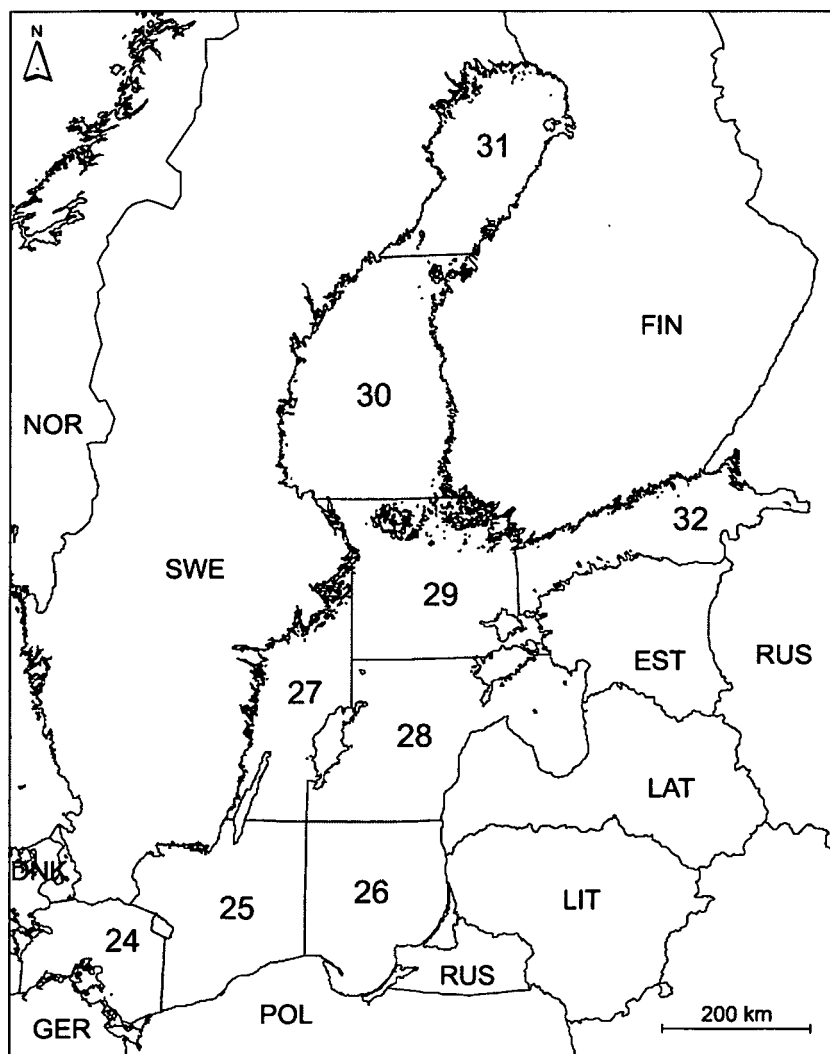 N
31
FIN
30
NOR
32
SWE
29
EST
RUS
27
28
LAT
DNK
26
LIT
25
24
RUS
200 km
POL
GER